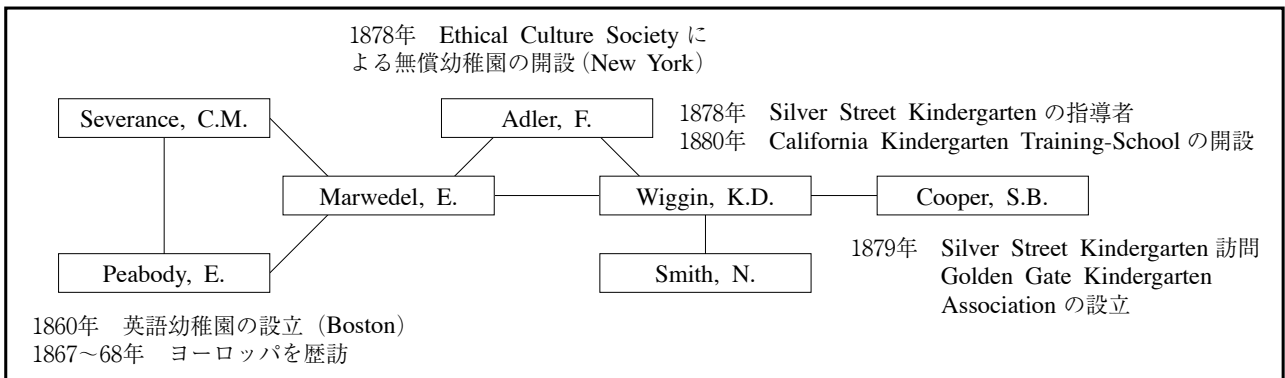 1878年 Ethical Culture Society に
よる無償幼稚園の開設(New York)
Severance, C.M.
Adler, F.
1878年 Silver Street Kindergarten の指導者
1880年 California Kindergarten Training-School の開設
Marwedel, E.
Wiggin, K.D.
Cooper, S.B.
Peabody, E.
Smith, N.
1879年 Silver Street Kindergarten 訪問
Golden Gate Kindergarten
Association の設立
1860年 英語幼稚園の設立(Boston)
1867～68年 ヨーロッパを歴訪